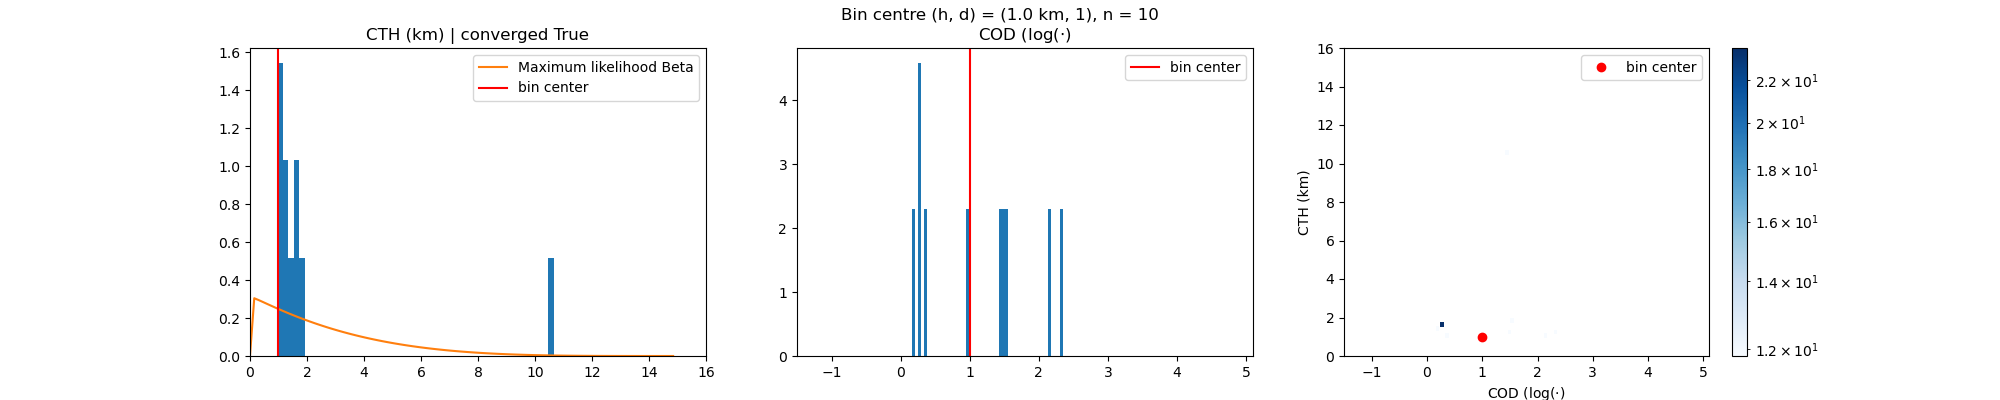 Bin centre (h, d) = (1.0 km, 1), n = 10
CTH (km) | converged True
Maximum likelihood Beta
bin center
0.0
0.2
0.4
0.6
0.8
1.0
1.2
1.4
1.6
0 2 4 6 8 10 12 14 16
COD (log(·)
bin center
0
1
2
3
4
−1 0 1 2 3 4 5
bin center
CTH (km)
0
2
4
6
8
10
12
14
16
−1 0 1 2 3 4 5
COD (log(·)
2.2 × 10¹
2 × 10¹
1.8 × 10¹
1.6 × 10¹
1.4 × 10¹
1.2 × 10¹